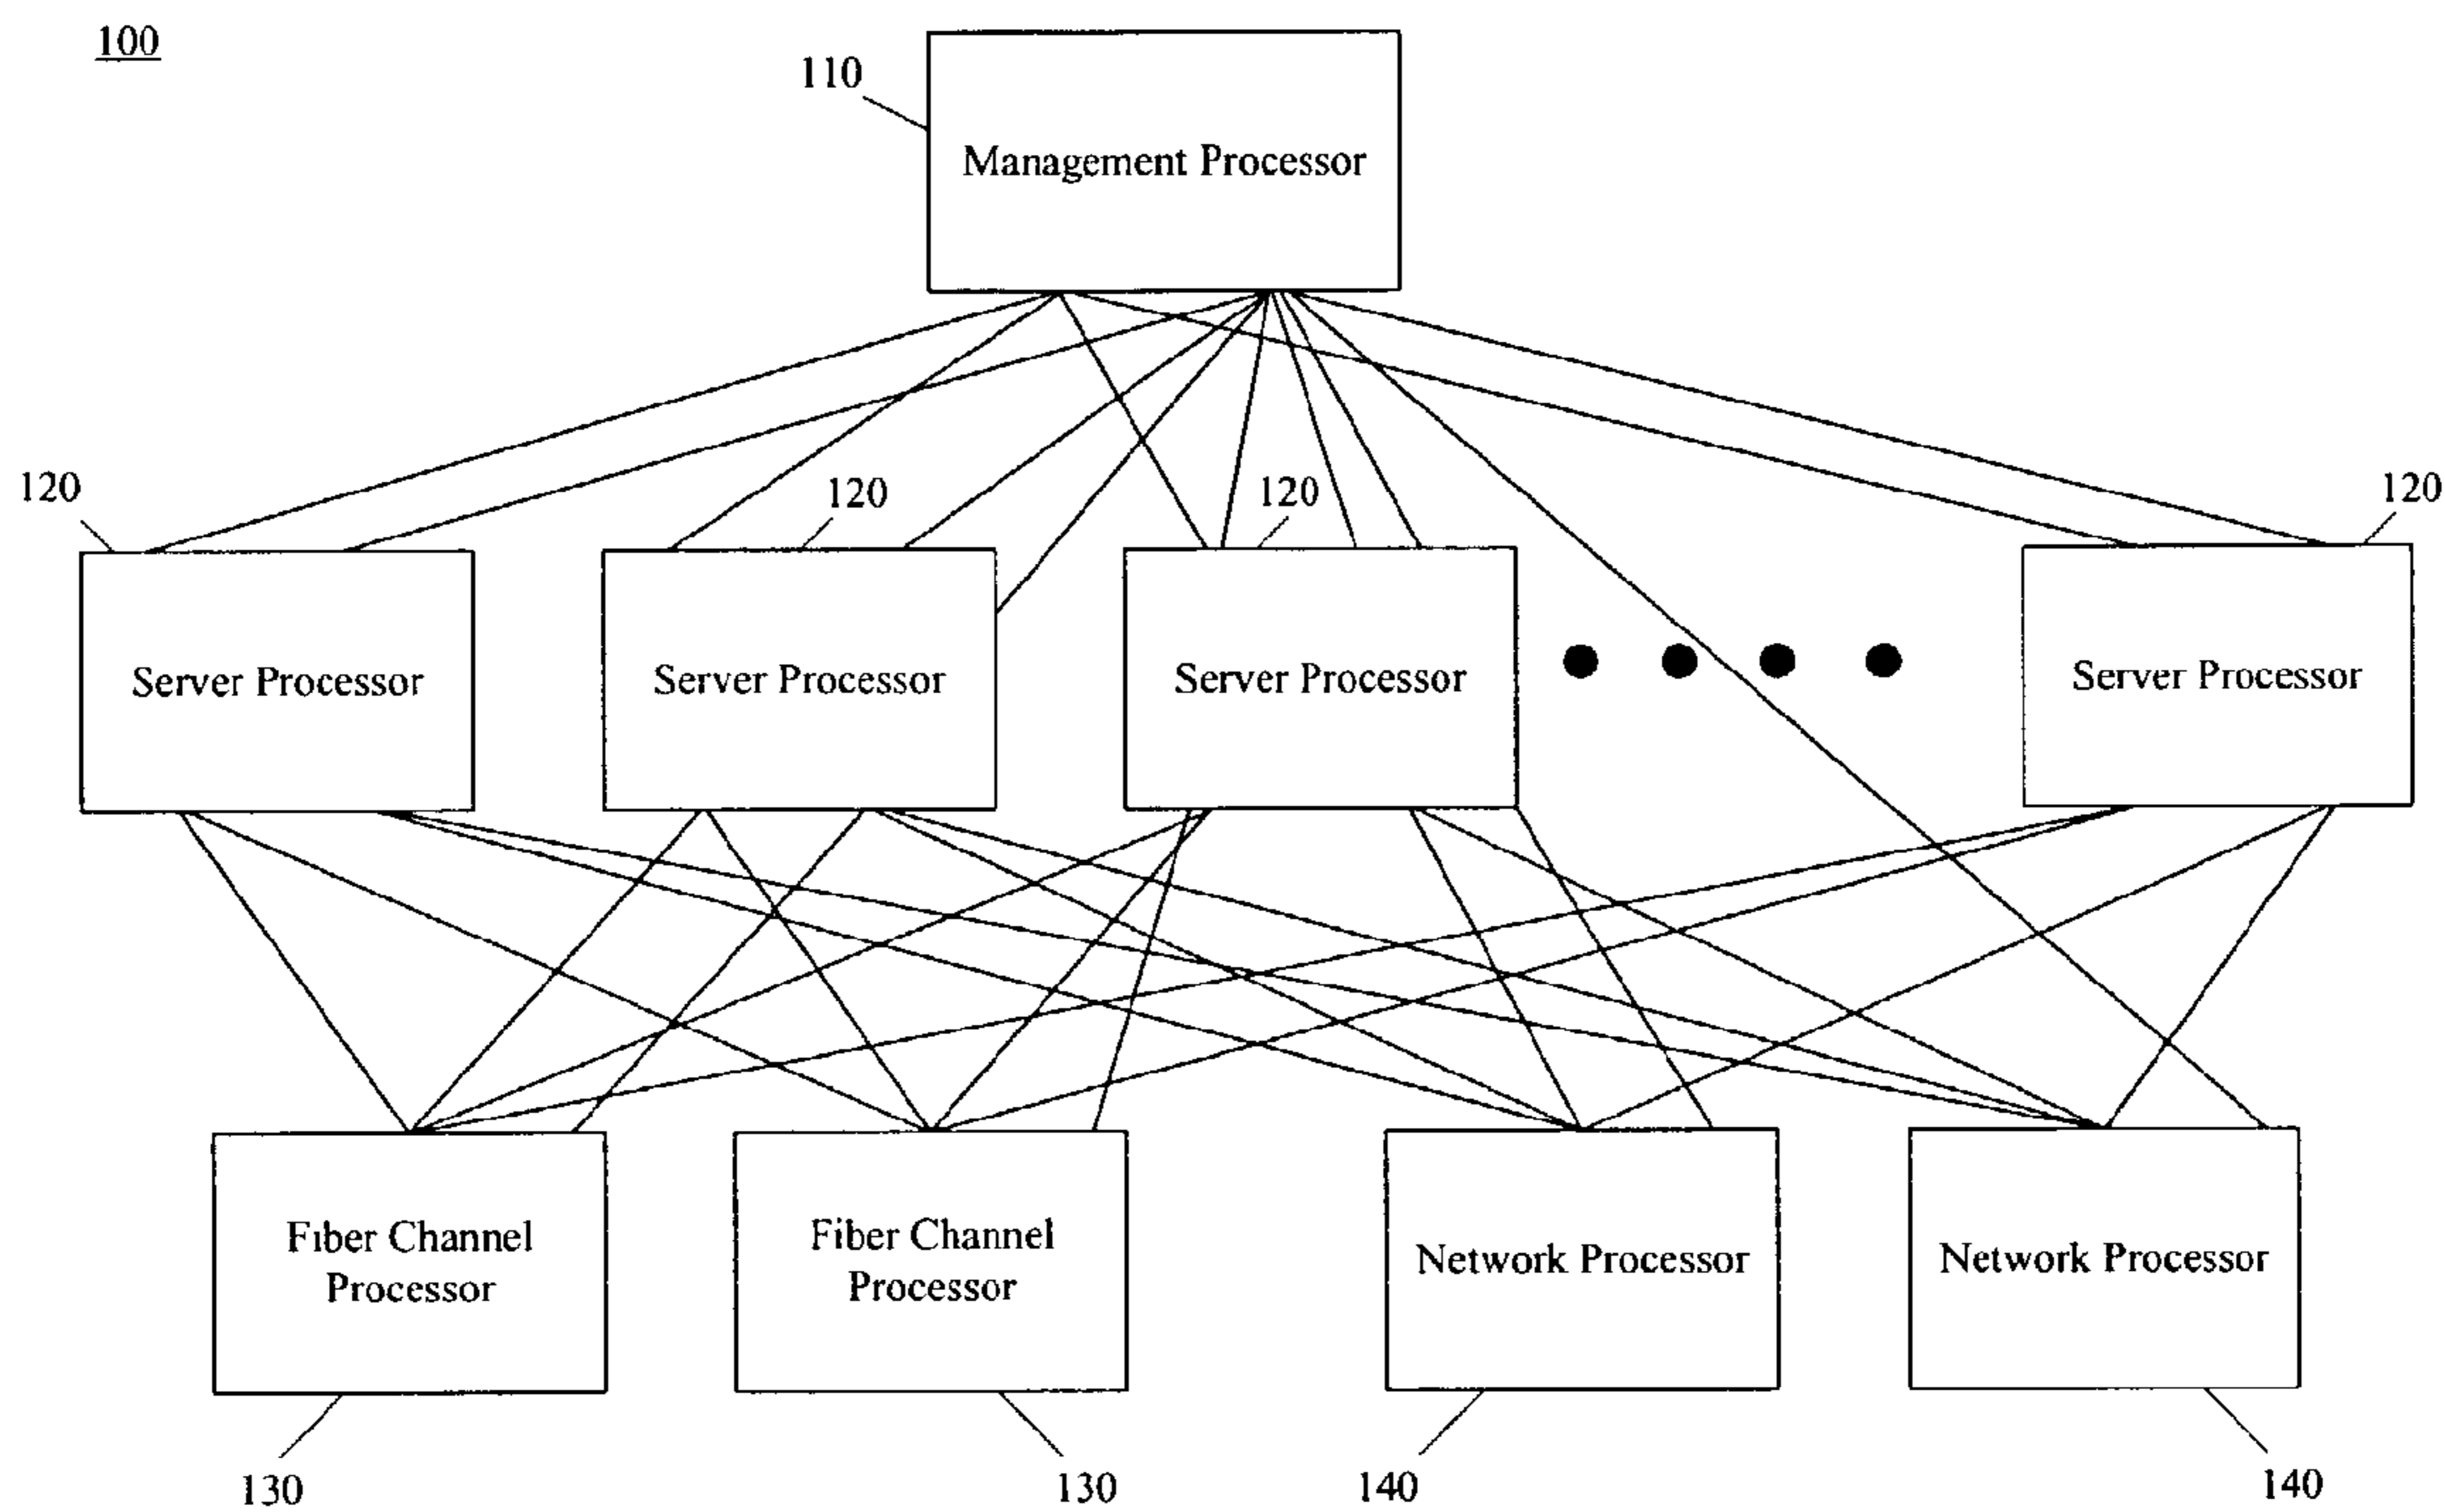 100
110
Management Processor
120
120
120
120
Server Processor
Server Processor
Server Processor
Server Processor
Fiber Channel
Processor
Fiber Channel
Processor
Network Processor
Network Processor
130
130
140
140